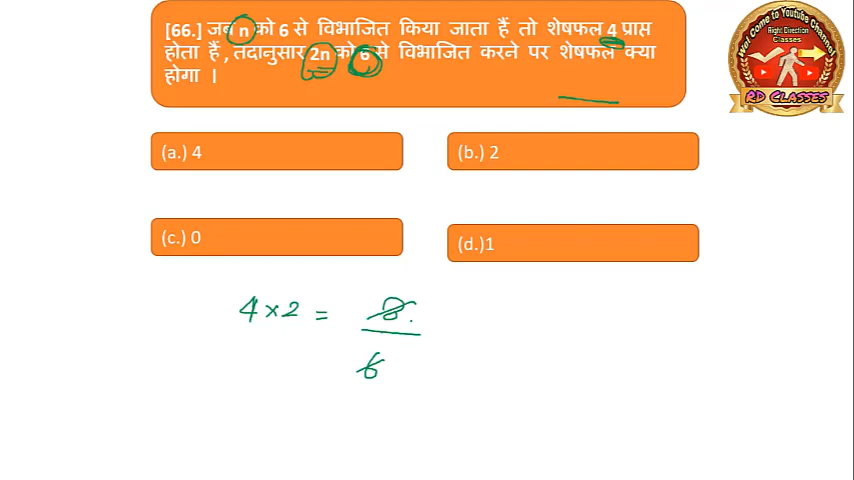 [66.] जब n को 6 से विभाजित किया जाता हैं तो शेषफल 4 प्राप्त
होता हैं , तदानुसार 2n को 6 से विभाजित करने पर शेषफल क्या
होगा ।
(a.) 4
(b.) 2
(c.) 0
(d.)1
4 × 2 = 8
6
Wel Come to Youtube Channel
Right Direction
Classes
RD CLASSES